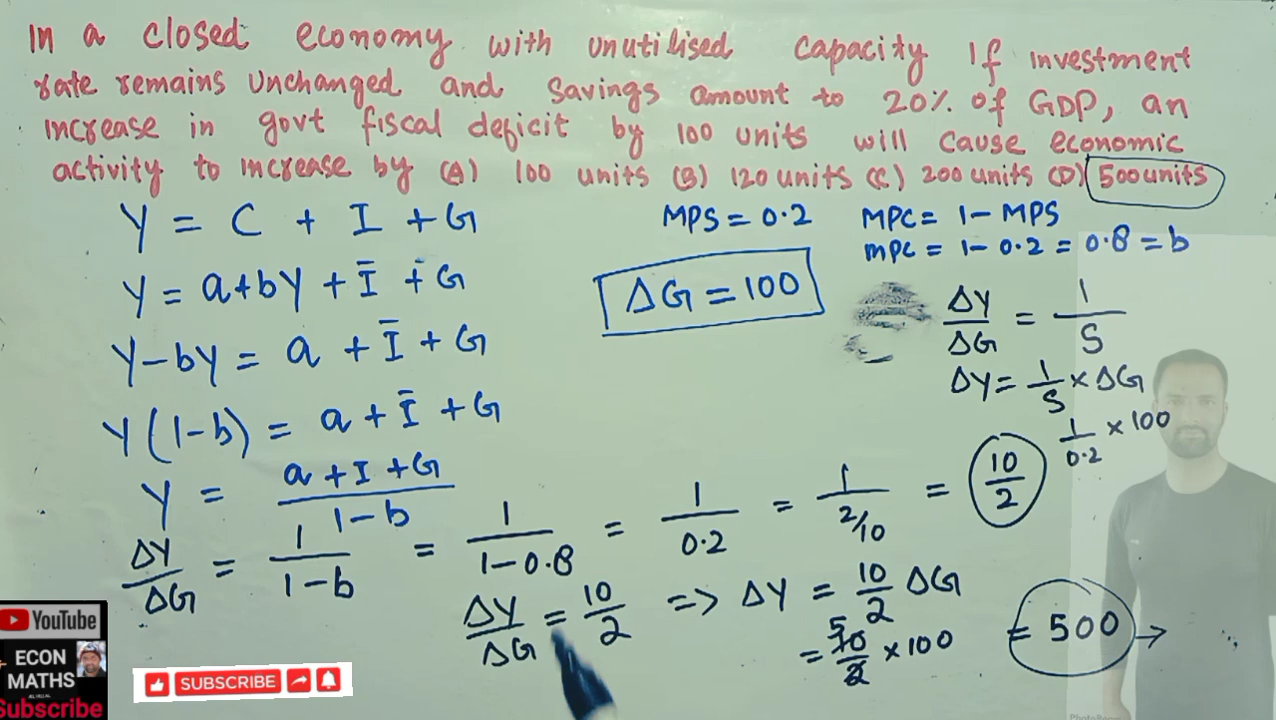 In a closed economy with unutilised capacity If investment
rate remains unchanged and savings amount to 20% of GDP, an
increase in govt fiscal deficit by 100 units will cause economic
activity to increase by (A) 100 units (B) 120 units (C) 200 units (D) 500 units
Y = C + I + G
MPS = 0.2
MPC = 1 - MPS
mpc = 1 - 0.2 = 0.8 = b
Y = a+bY + Ī + G
ΔG = 100
ΔY/ΔG = 1/S
Y-bY = a + Ī + G
ΔY = 1/S × ΔG
Y(1-b) = a + Ī + G
1/0.2 × 100
Y = a + I + G / 1-b
ΔY/ΔG = 1/1-b = 1/1-0.8 = 1/0.2 = 1/2/10 = 10/2
ΔY/ΔG = 10/2 => ΔY = 10/2 ΔG
= 5 10/2 × 100 = 500 →
YouTube
ECON
MATHS
Subscribe
SUBSCRIBE